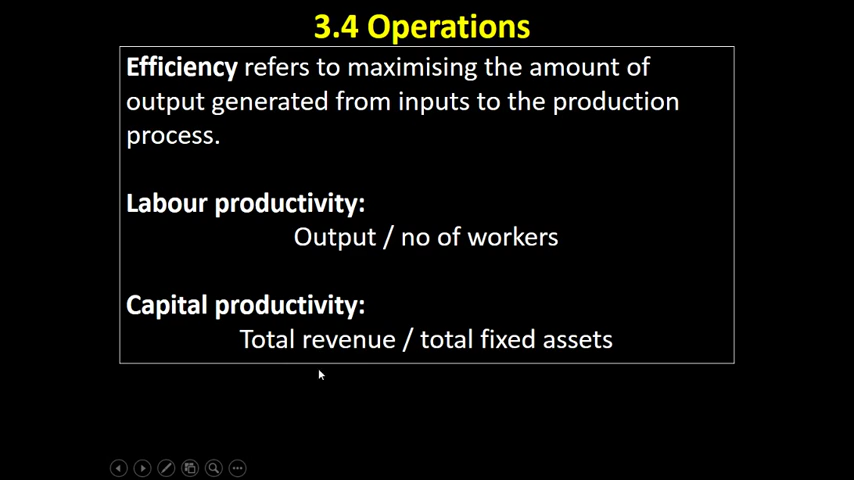 3.4 Operations
Efficiency refers to maximising the amount of
output generated from inputs to the production
process.
Labour productivity:
Output / no of workers
Capital productivity:
Total revenue / total fixed assets